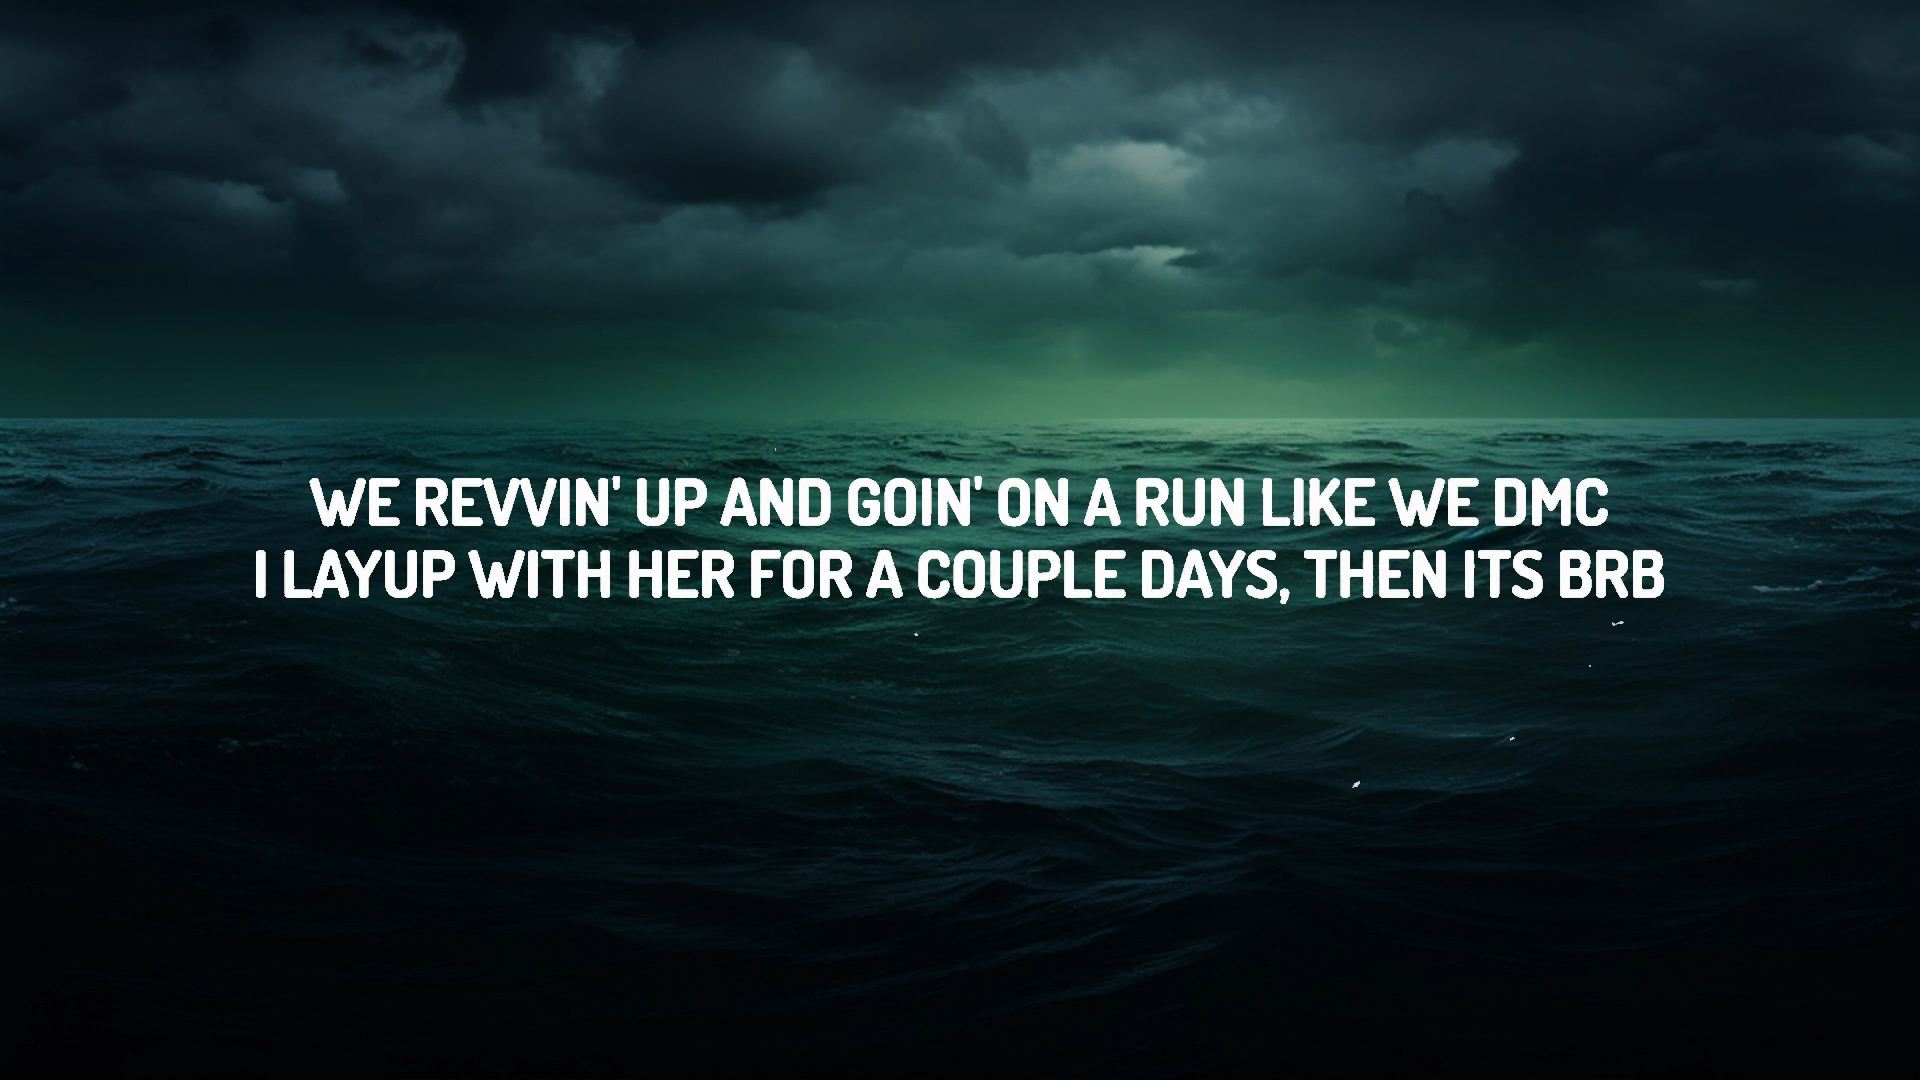 WE REVVIN' UP AND GOIN' ON A RUN LIKE WE DMC
I LAYUP WITH HER FOR A COUPLE DAYS, THEN ITS BRB